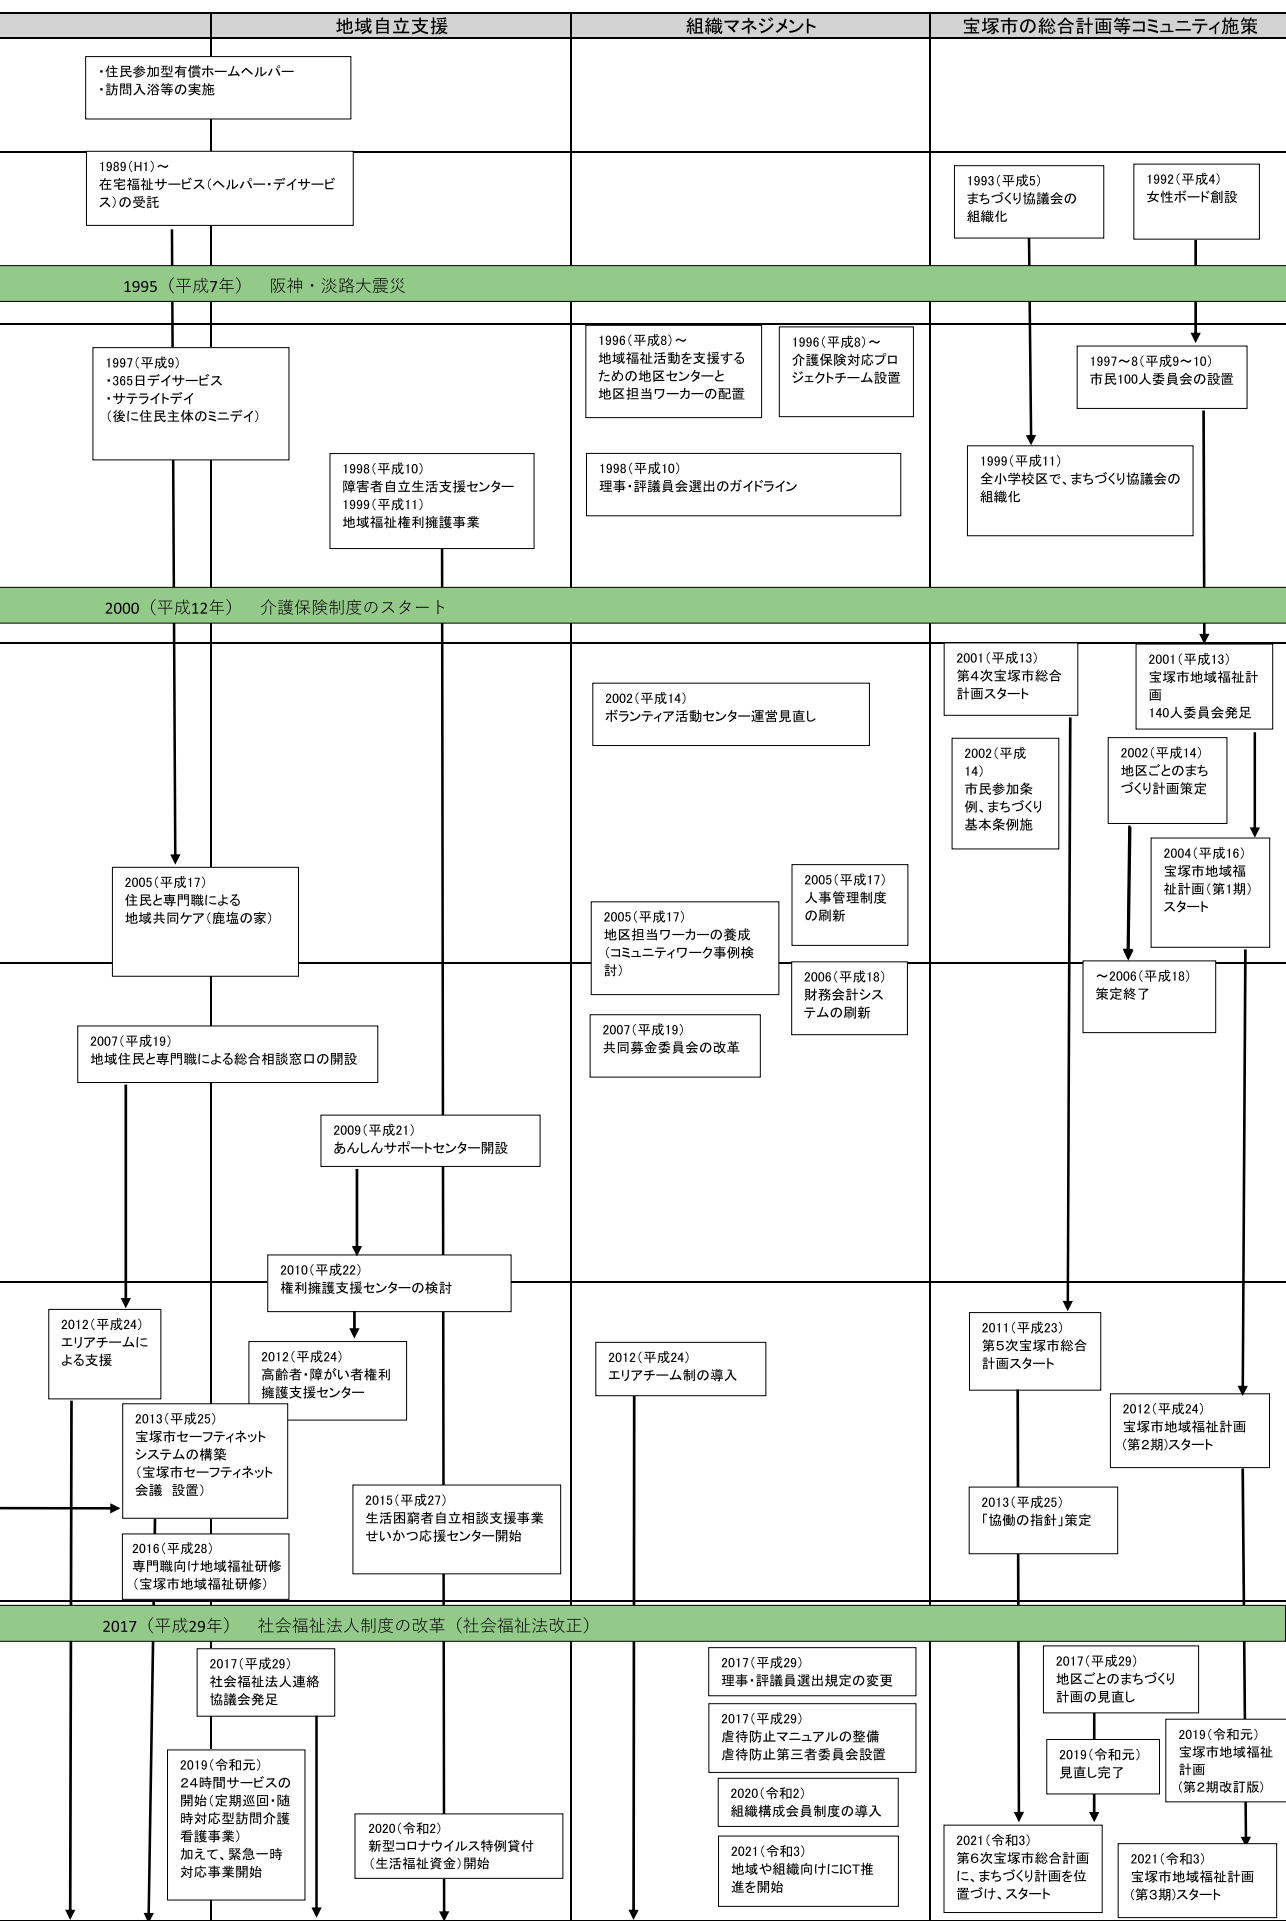 地域自立支援
組織マネジメント
宝塚市の総合計画等コミュニティ施策
・住民参加型有償ホームヘルパー
・訪問入浴等の実施
1989(H1)～
在宅福祉サービス(ヘルパー・デイサービ
ス)の受託
1993(平成5)
まちづくり協議会の
組織化
1992(平成4)
女性ボード創設
1995（平成7年）　阪神・淡路大震災
1997(平成9)
・365日デイサービス
・サテライトデイ
(後に住民主体のミニデイ)
1996(平成8)～
地域福祉活動を支援する
ための地区センターと
地区担当ワーカーの配置
1996(平成8)～
介護保険対応プロ
ジェクトチーム設置
1997～8(平成9～10)
市民100人委員会の設置
1998(平成10)
障害者自立生活支援センター
1999(平成11)
地域福祉権利擁護事業
1998(平成10)
理事・評議員会選出のガイドライン
1999(平成11)
全小学校区で、まちづくり協議会の
組織化
2000（平成12年）　介護保険制度のスタート
2002(平成14)
ボランティア活動センター運営見直し
2001(平成13)
第4次宝塚市総合
計画スタート
2001(平成13)
宝塚市地域福祉計
画
140人委員会発足
2002(平成
14)
市民参加条
例、まちづくり
基本条例施
2002(平成14)
地区ごとのまち
づくり計画策定
2004(平成16)
宝塚市地域福
祉計画(第1期)
スタート
2005(平成17)
住民と専門職による
地域共同ケア(鹿塩の家)
2005(平成17)
人事管理制度
の刷新
2005(平成17)
地区担当ワーカーの養成
(コミュニティワーク事例検
討)
2006(平成18)
財務会計シス
テムの刷新
～2006(平成18)
策定終了
2007(平成19)
地域住民と専門職による総合相談窓口の開設
2007(平成19)
共同募金委員会の改革
2009(平成21)
あんしんサポートセンター開設
2010(平成22)
権利擁護支援センターの検討
2012(平成24)
エリアチームに
よる支援
2012(平成24)
高齢者・障がい者権利
擁護支援センター
2012(平成24)
エリアチーム制の導入
2011(平成23)
第5次宝塚市総合
計画スタート
2013(平成25)
宝塚市セーフティネット
システムの構築
(宝塚市セーフティネット
会議　設置)
2012(平成24)
宝塚市地域福祉計画
(第2期)スタート
2015(平成27)
生活困窮者自立相談支援事業
せいかつ応援センター開始
2013(平成25)
「協働の指針」策定
2016(平成28)
専門職向け地域福祉研修
(宝塚市地域福祉研修)
2017（平成29年）　社会福祉法人制度の改革（社会福祉法改正）
2017(平成29)
社会福祉法人連絡
協議会発足
2017(平成29)
理事・評議員選出規定の変更
2017(平成29)
地区ごとのまちづくり
計画の見直し
2017(平成29)
虐待防止マニュアルの整備
虐待防止第三者委員会設置
2019(令和元)
宝塚市地域福祉
計画
(第2期改訂版)
2019(令和元)
見直し完了
2019(令和元)
24時間サービスの
開始(定期巡回・随
時対応型訪問介護
看護事業)
加えて、緊急一時
対応事業開始
2020(令和2)
組織構成会員制度の導入
2020(令和2)
新型コロナウイルス特例貸付
(生活福祉資金)開始
2021(令和3)
地域や組織向けにICT推
進を開始
2021(令和3)
第6次宝塚市総合計画
に、まちづくり計画を位
置づけ、スタート
2021(令和3)
宝塚市地域福祉計画
(第3期)スタート